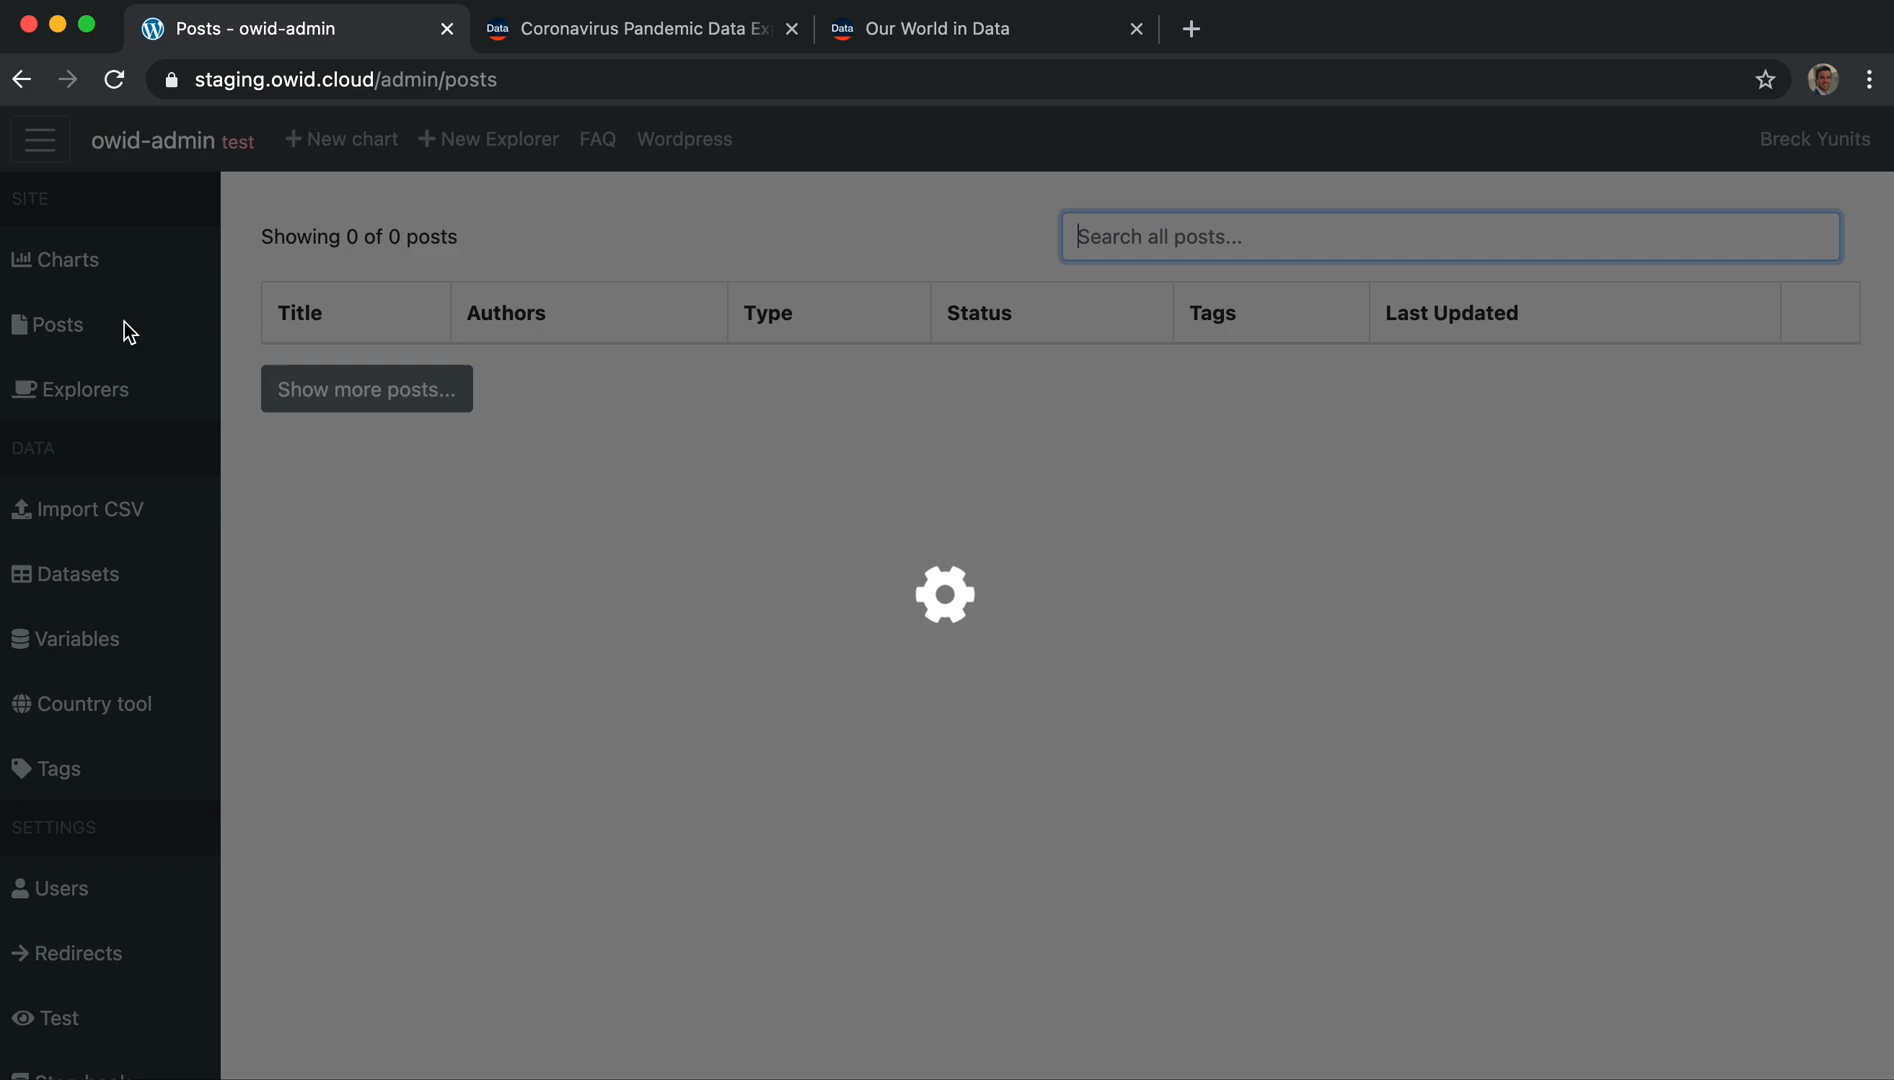 Posts - owid-admin
Data Coronavirus Pandemic Data Ex
Data Our World in Data
staging.owid.cloud/admin/posts
owid-admin test
New chart
New Explorer
FAQ
Wordpress
Breck Yunits
SITE
Charts
Posts
Explorers
DATA
Import CSV
Datasets
Variables
Country tool
Tags
SETTINGS
Users
Redirects
Test
Showing 0 of 0 posts
Search all posts...
Title Authors Type Status Tags Last Updated
Show more posts...